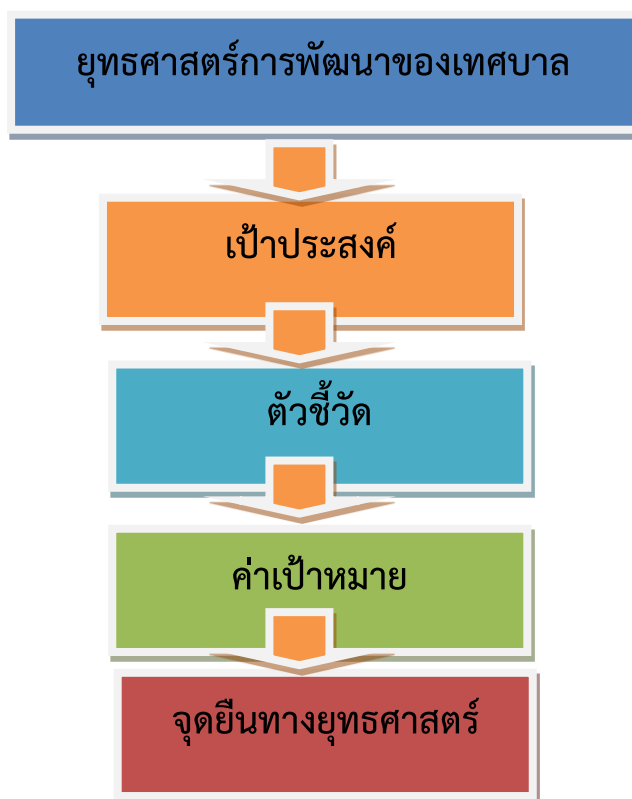 ยุทธศาสตร์การพัฒนาของเทศบาล
เป้าประสงค์
ตัวชี้วัด
ค่าเป้าหมาย
จุดยืนทางยุทธศาสตร์